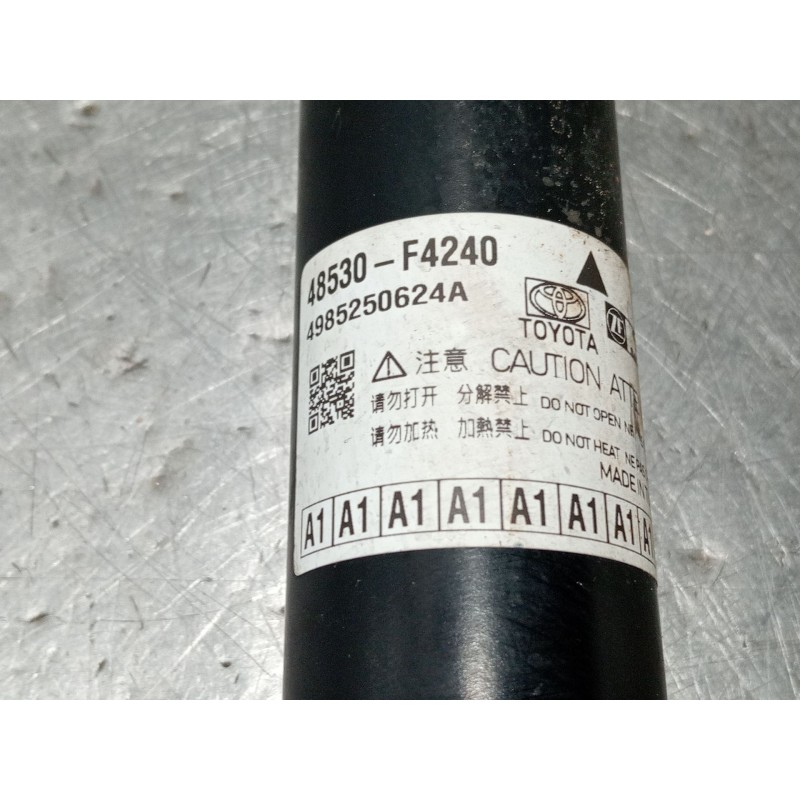 48530-F4240
4985250624A
TOYOTA
ZF
注意 CAUTION
请勿打开 分解禁止 DO NOT OPEN
请勿加热 加熱禁止 DO NOT HEAT NE
MADE IN
A1 A1 A1 A1 A1 A1 A1